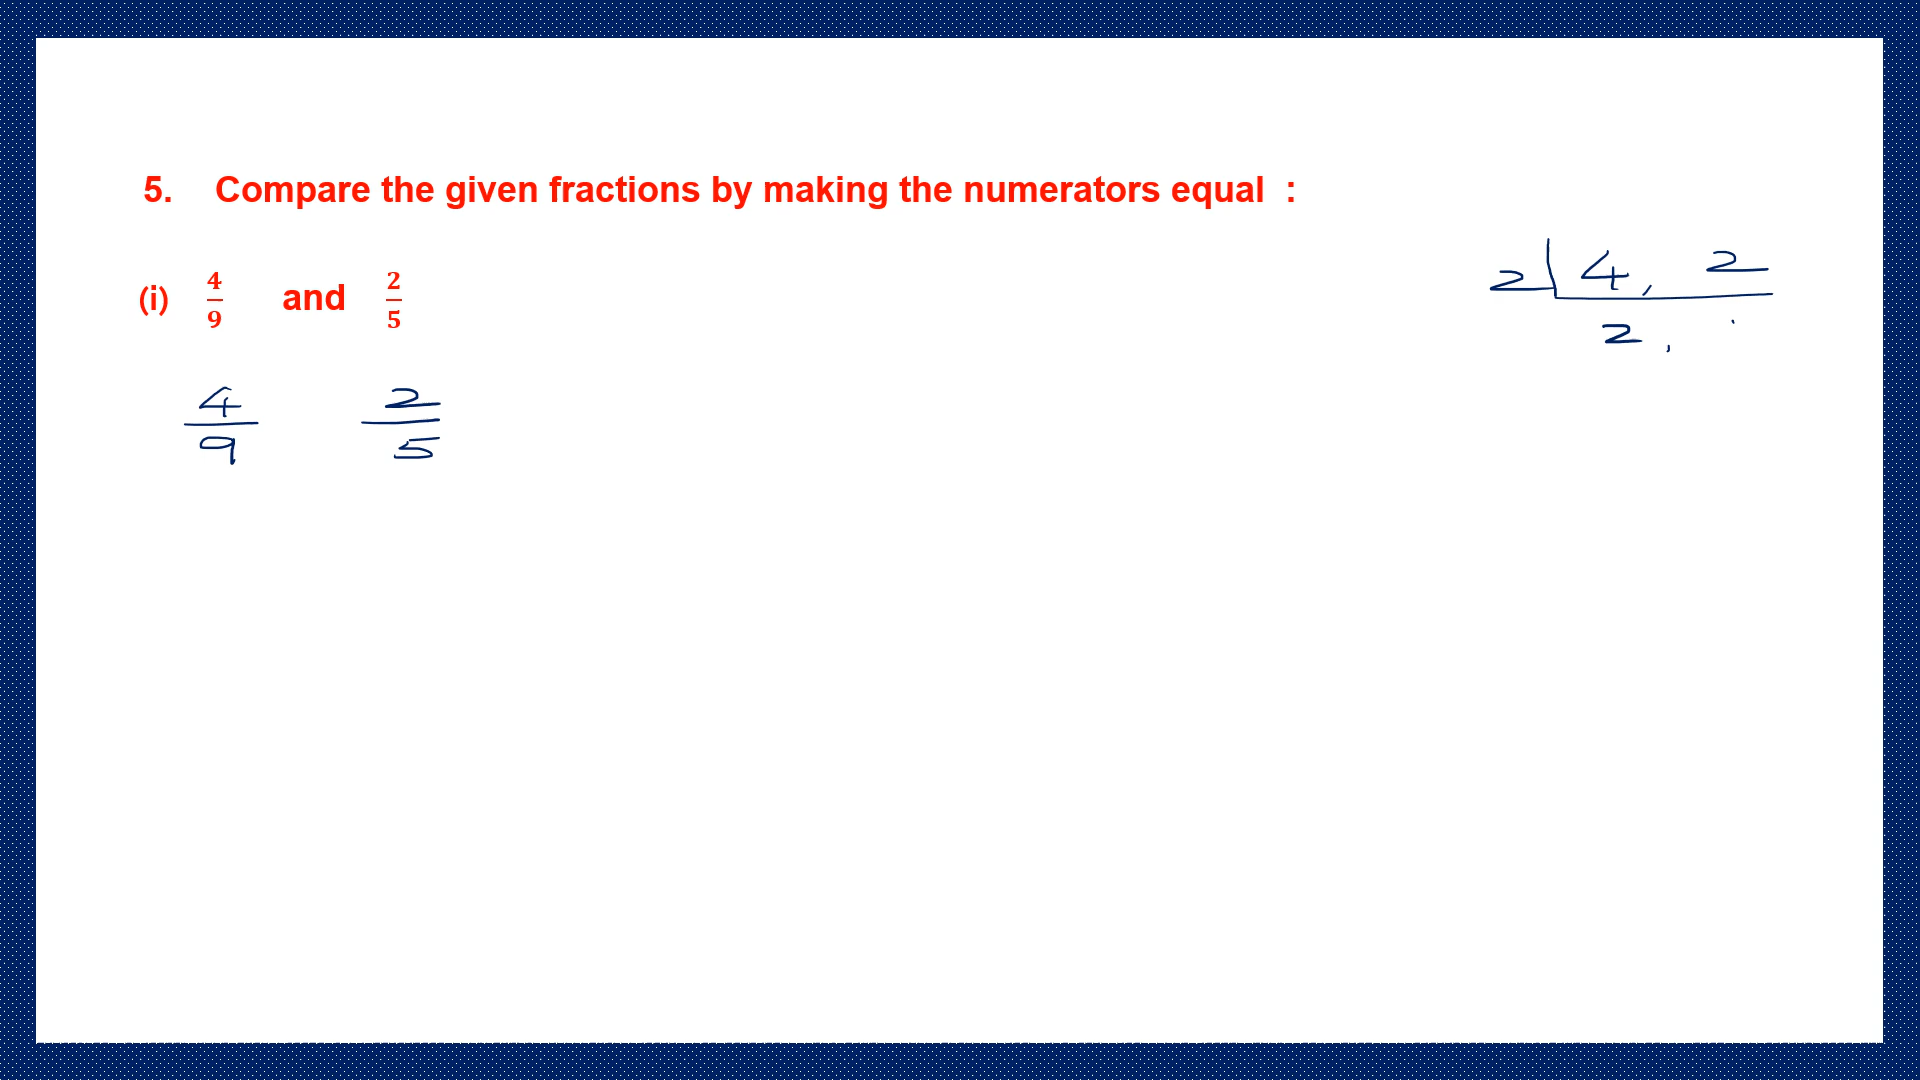 5. Compare the given fractions by making the numerators equal :
(i) 4/9 and 2/5
2 | 4, 2
2,
4/9 2/5